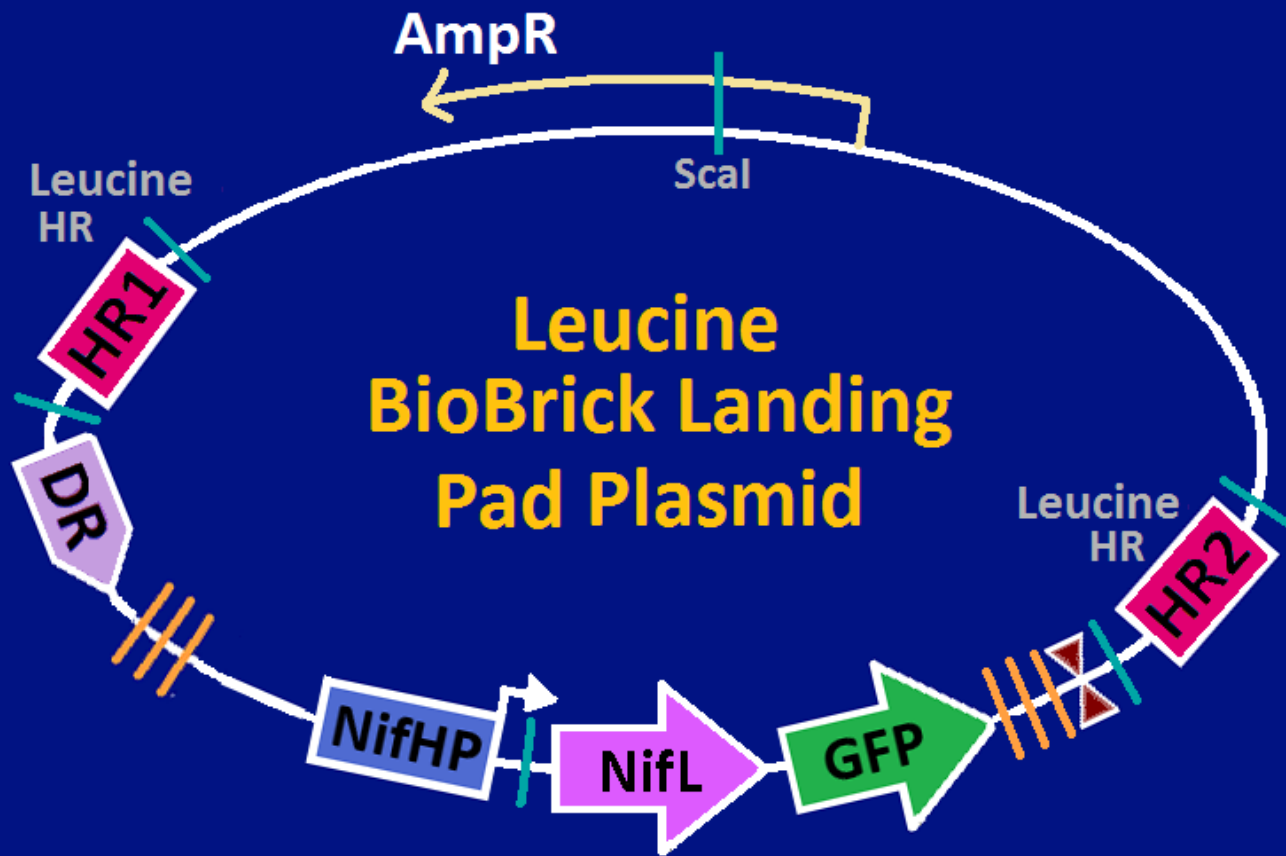 AmpR
ScaI
Leucine
HR
HR1
DR
Leucine
BioBrick Landing
Pad Plasmid
Leucine
HR
HR2
NifHP
NifL
GFP